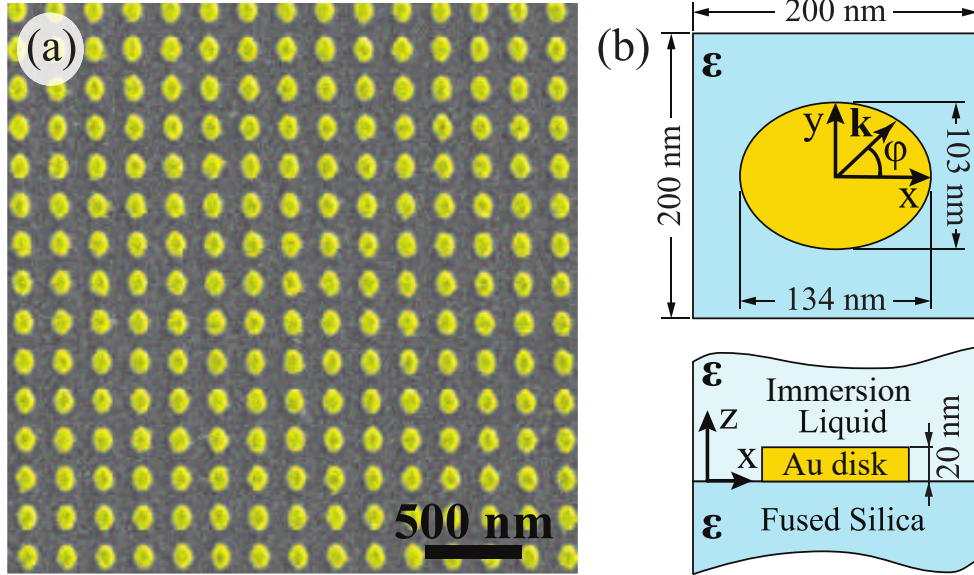 (a)
500 nm
(b)
200 nm
ε
200 nm
y
k
φ
x
103 nm
134 nm
ε
Immersion
Liquid
z
x
Au disk
20 nm
ε
Fused Silica